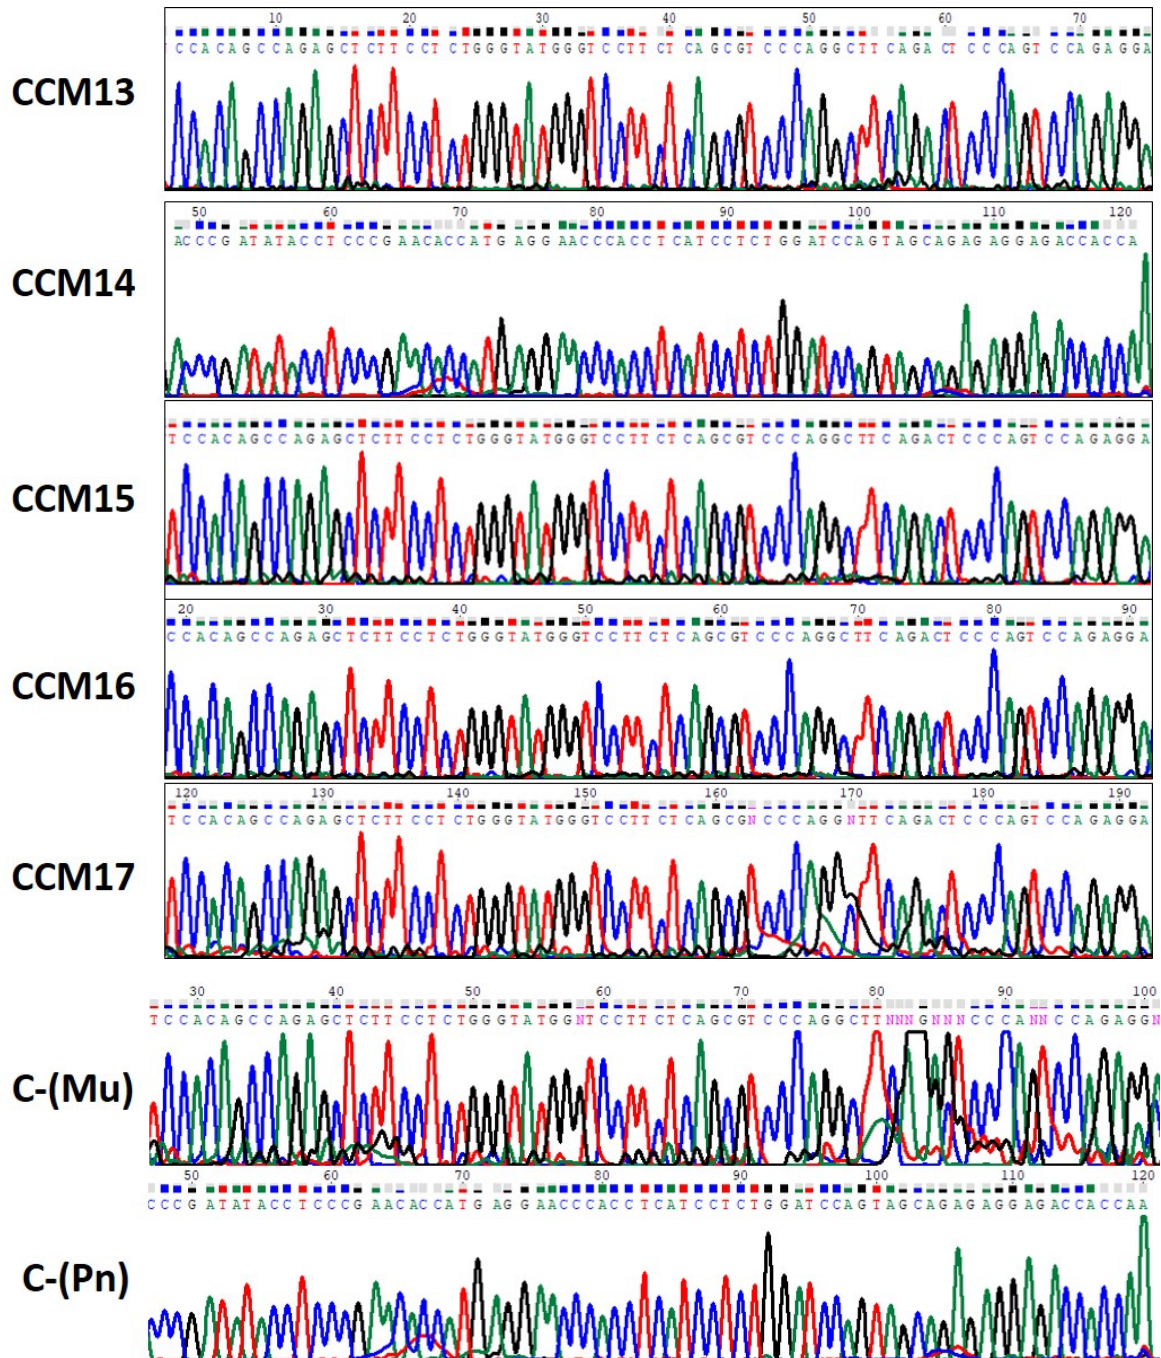 10 20 30 40 50 60 70
CCACAGCCAGAGCTCTTCCTCTGGGTATGGGTCCTTCTCAGCGTCCCAGGCTTCAGACTCCCAGTCCAGAGGA
CCM13
50 60 70 80 90 100 110 120
ACCCGATATACCTCCCGAACACCATGAGGAACCCACCTCATCCTCTGGATCCAGTAGCAGAGAGGAGACCACCA
CCM14
TCCACAGCCAGAGCTCTTCCTCTGGGTATGGGTCCTTCTCAGCGTCCCAGGCTTCAGACTCCCAGTCCAGAGGA
CCM15
20 30 40 50 60 70 80 90
CCACAGCCAGAGCTCTTCCTCTGGGTATGGGTCCTTCTCAGCGTCCCAGGCTTCAGACTCCCAGTCCAGAGGA
CCM16
120 130 140 150 160 170 180 190
TCCACAGCCAGAGCTCTTCCTCTGGGTATGGGTCCTTCTCAGCGNCCCAGGNTTCAGACTCCCAGTCCAGAGGA
CCM17
30 40 50 60 70 80 90 100
TCCACAGCCAGAGCTCTTCCTCTGGGTATGGNTCCTTCTCAGCGTCCCAGGCTTNNNGNNNCCCANNCCAGAGGN
C-(Mu)
50 60 70 80 90 100 110 120
CCCGATATACCTCCCGAACACCATGAGGAACCCACCTCATCCTCTGGATCCAGTAGCAGAGAGGAGACCACCAA
C-(Pn)